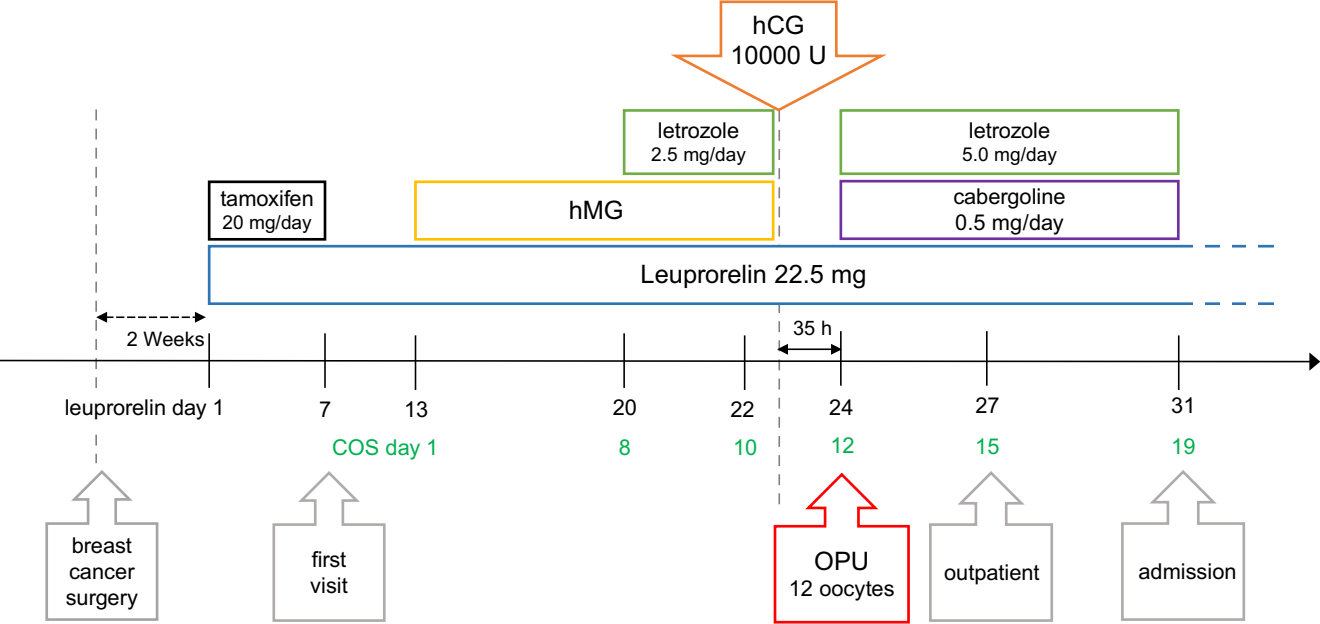 hCG
10000 U
letrozole
2.5 mg/day
letrozole
5.0 mg/day
tamoxifen
20 mg/day
hMG
cabergoline
0.5 mg/day
Leuprorelin 22.5 mg
2 Weeks
35 h
leuprorelin day 1
7
13
20
22
24
27
31
COS day 1
8
10
12
15
19
breast
cancer
surgery
first
visit
OPU
12 oocytes
outpatient
admission